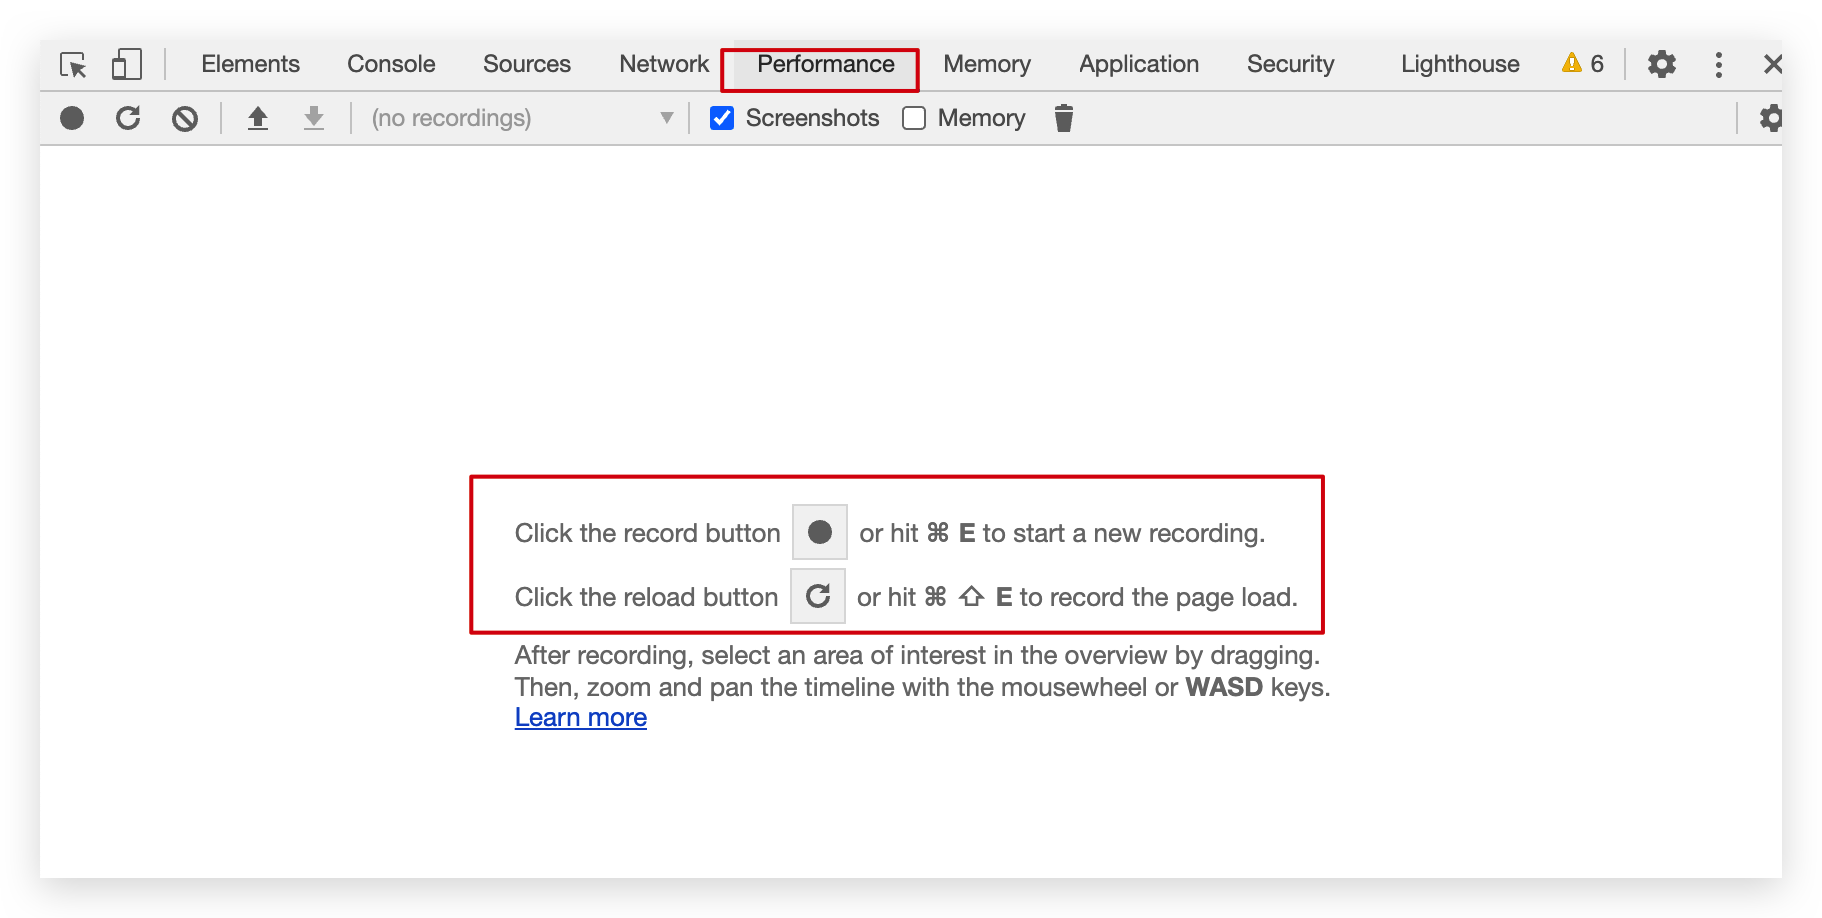 Elements Console Sources Network Performance Memory Application Security Lighthouse 6
(no recordings) Screenshots Memory
Click the record button or hit ⌘ E to start a new recording.
Click the reload button or hit ⌘ ⇧ E to record the page load.
After recording, select an area of interest in the overview by dragging.
Then, zoom and pan the timeline with the mousewheel or WASD keys.
Learn more